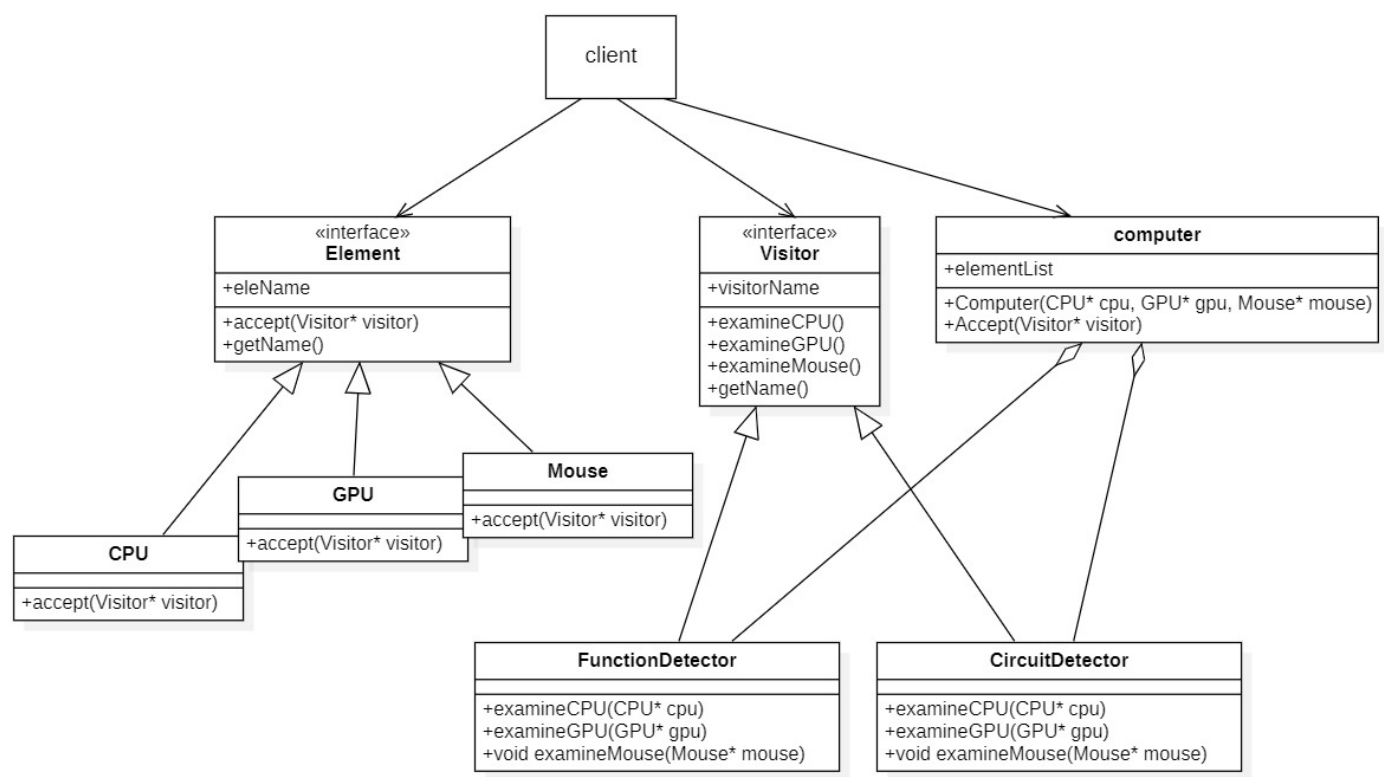 client
«interface»
Element
+eleName
+accept(Visitor* visitor)
+getName()
«interface»
Visitor
+visitorName
+examineCPU()
+examineGPU()
+examineMouse()
+getName()
computer
+elementList
+Computer(CPU* cpu, GPU* gpu, Mouse* mouse)
+Accept(Visitor* visitor)
CPU
+accept(Visitor* visitor)
GPU
+accept(Visitor* visitor)
Mouse
+accept(Visitor* visitor)
FunctionDetector
+examineCPU(CPU* cpu)
+examineGPU(GPU* gpu)
+void examineMouse(Mouse* mouse)
CircuitDetector
+examineCPU(CPU* cpu)
+examineGPU(GPU* gpu)
+void examineMouse(Mouse* mouse)